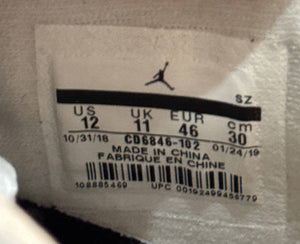 SZ
US UK EUR cm
12 11 46 30
10/31/18 CD6846-102 01/24/19
MADE IN CHINA
FABRIQUE EN CHINE
108885469 UPC 00192499458779